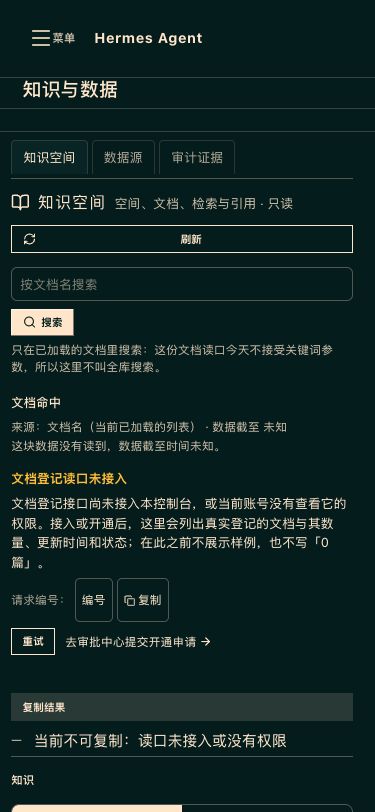 菜单 Hermes Agent
知识与数据
知识空间 数据源 审计证据
知识空间 空间、文档、检索与引用 · 只读
刷新
按文档名搜索
搜索
只在已加载的文档里搜索：这份文档读口今天不接受关键词参
数，所以这里不叫全库搜索。
文档命中
来源：文档名（当前已加载的列表） · 数据截至 未知
这块数据没有读到，数据截至时间未知。
文档登记读口未接入
文档登记接口尚未接入本控制台，或当前账号没有查看它的
权限。接入或开通后，这里会列出真实登记的文档与其数
量、更新时间和状态；在此之前不展示样例，也不写「0
篇」。
请求编号： 编号 复制
重试 去审批中心提交开通申请 →
复制结果
— 当前不可复制：读口未接入或没有权限
知识